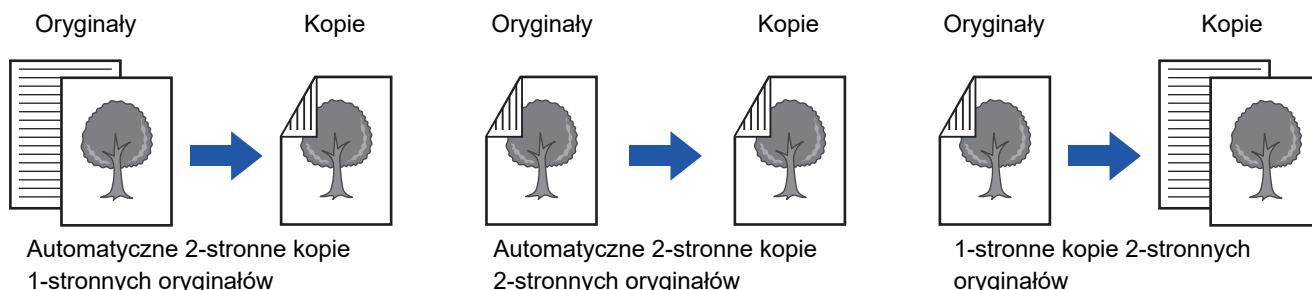 Oryginały Kopie
Automatyczne 2-stronne kopie
1-stronnych oryginałów
Oryginały Kopie
Automatyczne 2-stronne kopie
2-stronnych oryginałów
Oryginały Kopie
1-stronne kopie 2-stronnych
oryginałów